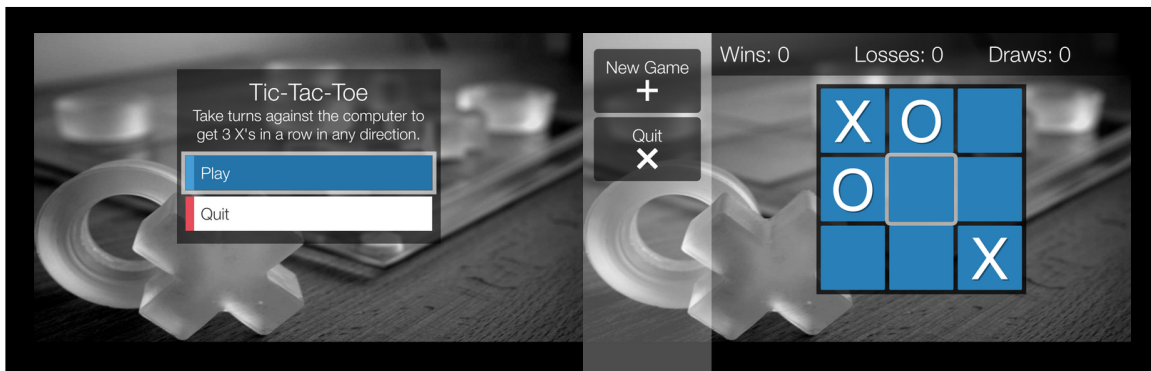 Tic-Tac-Toe
Take turns against the computer to
get 3 X's in a row in any direction.
Play
Quit
New Game
Quit
Wins: 0 Losses: 0 Draws: 0
X O
O
X